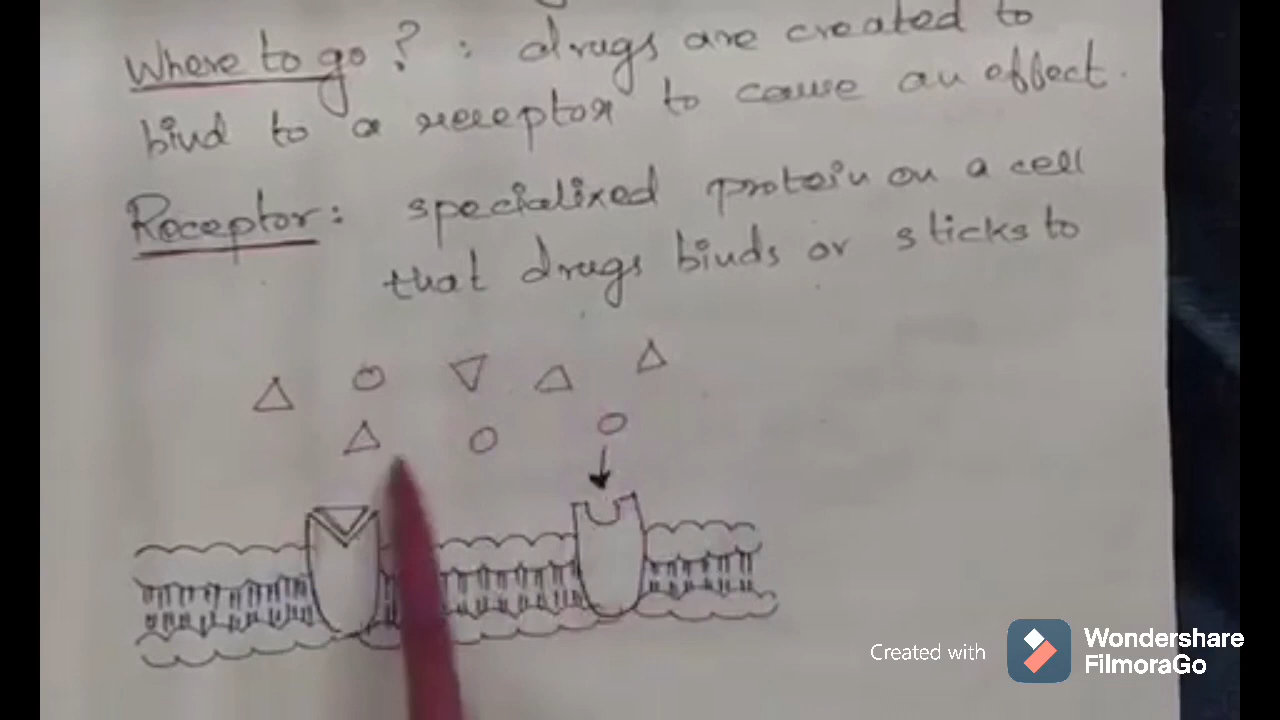 Where to go? : drugs are created to
bind to a receptor to cause an effect.
Receptor: specialized protein on a cell
that drugs binds or sticks to
Created with
Wondershare
FilmoraGo